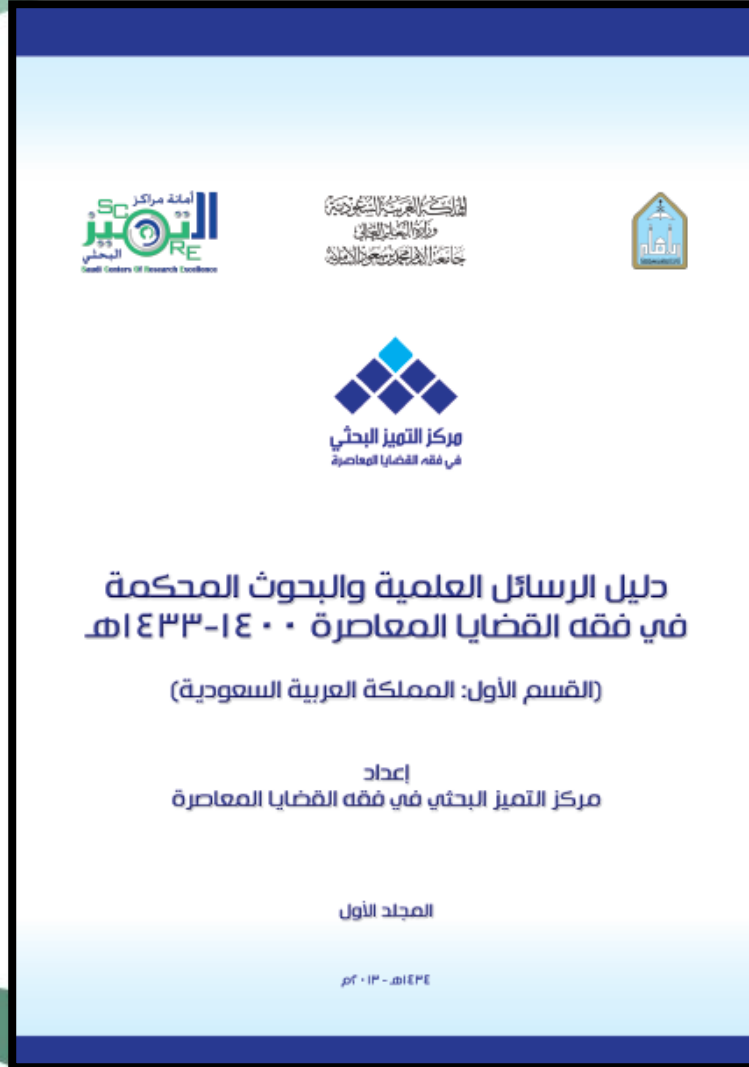 أمانة مراكز
التميز
SCRE
البحثي
Saudi Centers Of Research Excellence
المملكة العربية السعودية
وزارة التعليم العالي
جامعة الإمام محمد بن سعود الإسلامية
مركز التميز البحثي
في فقه القضايا المعاصرة
دليل الرسائل العلمية والبحوث المحكمة
في فقه القضايا المعاصرة ١٤٠٠-١٤٣٣هـ
(القسم الأول: المملكة العربية السعودية)
إعداد
مركز التميز البحثي في فقه القضايا المعاصرة
المجلد الأول
١٤٣٤هـ - ٢٠١٣م